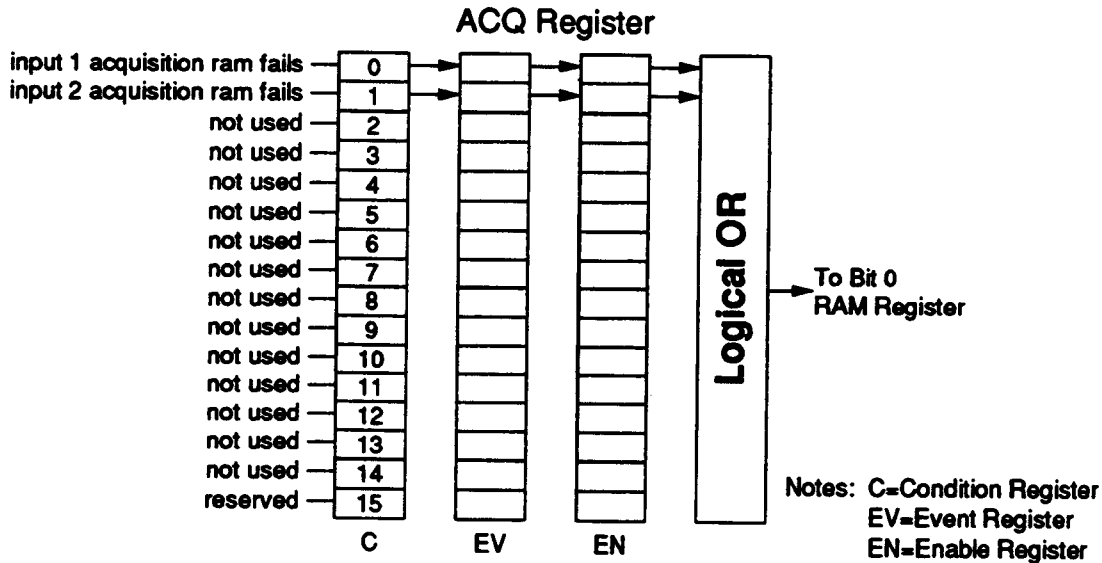 ACQ Register
input 1 acquisition ram fails 0
input 2 acquisition ram fails 1
not used 2
not used 3
not used 4
not used 5
not used 6
not used 7
not used 8
not used 9
not used 10
not used 11
not used 12
not used 13
not used 14
reserved 15
C EV EN
Logical OR
To Bit 0
RAM Register
Notes: C=Condition Register
EV=Event Register
EN=Enable Register